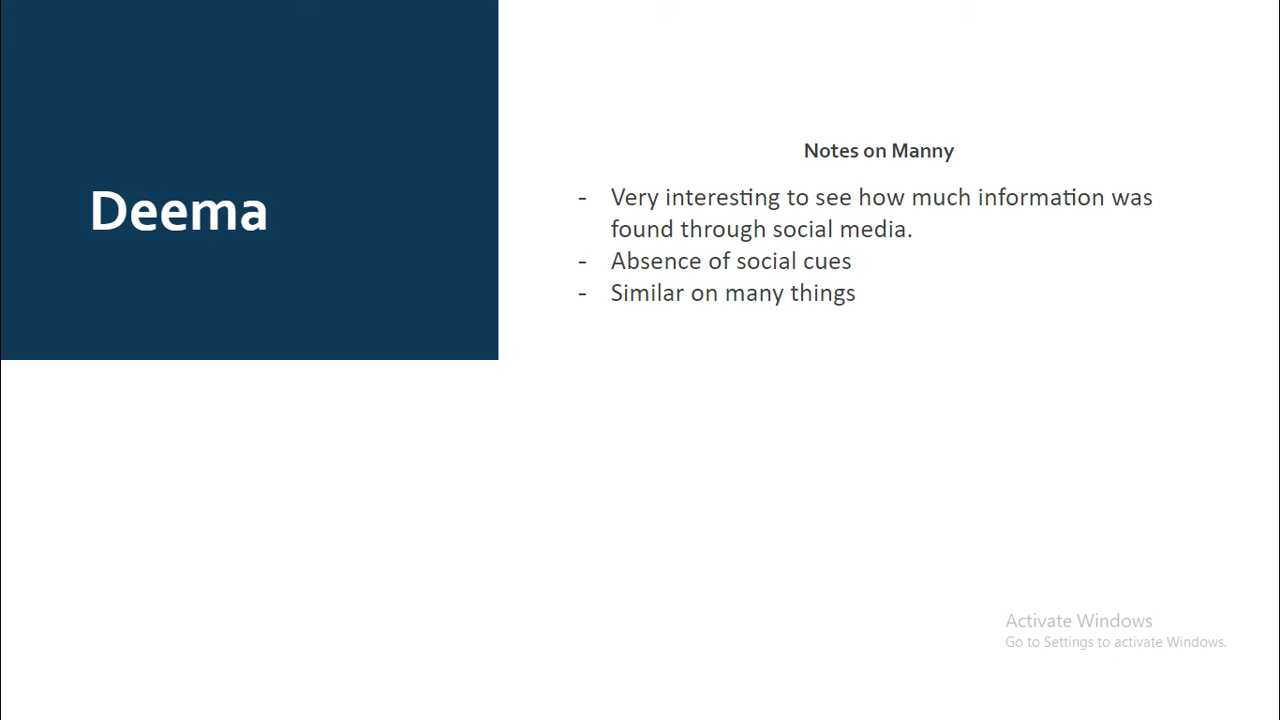 Deema
Notes on Manny
- Very interesting to see how much information was
found through social media.
- Absence of social cues
- Similar on many things
Activate Windows
Go to Settings to activate Windows.